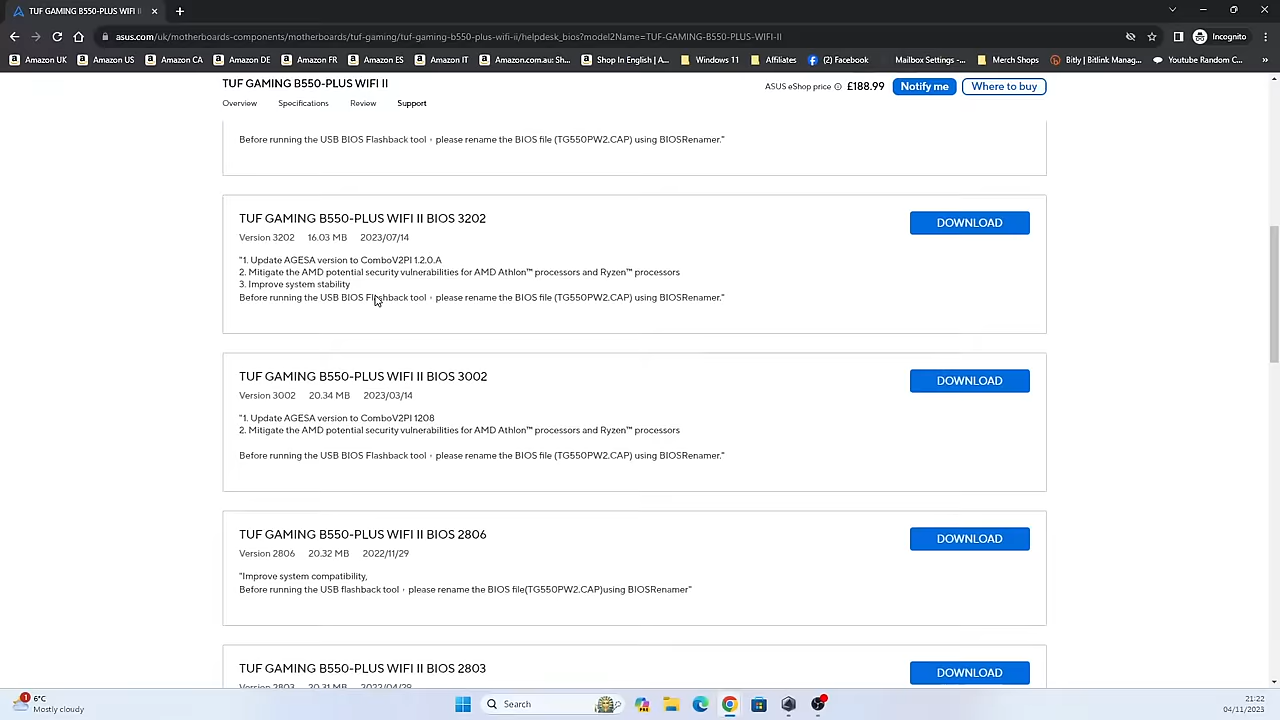 TUF GAMING B550-PLUS WIFI II
asus.com/uk/motherboards-components/motherboards/tuf-gaming/tuf-gaming-b550-plus-wifi-ii/helpdesk_bios?model2Name=TUF-GAMING-B550-PLUS-WIFI-II
Incognito
Amazon UK
Amazon US
Amazon CA
Amazon DE
Amazon FR
Amazon ES
Amazon IT
Amazon.com.au: Sh...
Shop In English | A...
Windows 11
Affiliates
(2) Facebook
Mailbox Settings -...
Merch Shops
Bitly | Bitlink Manag...
Youtube Random C...
TUF GAMING B550-PLUS WIFI II
ASUS eShop price £188.99
Notify me
Where to buy
Overview
Specifications
Review
Support
Before running the USB BIOS Flashback tool，please rename the BIOS file (TG550PW2.CAP) using BIOSRenamer."
TUF GAMING B550-PLUS WIFI II BIOS 3202
DOWNLOAD
Version 3202 16.03 MB 2023/07/14
"1. Update AGESA version to ComboV2PI 1.2.0.A
2. Mitigate the AMD potential security vulnerabilities for AMD Athlon™ processors and Ryzen™ processors
3. Improve system stability
Before running the USB BIOS Flashback tool，please rename the BIOS file (TG550PW2.CAP) using BIOSRenamer."
TUF GAMING B550-PLUS WIFI II BIOS 3002
DOWNLOAD
Version 3002 20.34 MB 2023/03/14
"1. Update AGESA version to ComboV2PI 1208
2. Mitigate the AMD potential security vulnerabilities for AMD Athlon™ processors and Ryzen™ processors
Before running the USB BIOS Flashback tool，please rename the BIOS file (TG550PW2.CAP) using BIOSRenamer."
TUF GAMING B550-PLUS WIFI II BIOS 2806
DOWNLOAD
Version 2806 20.32 MB 2022/11/29
"Improve system compatibility,
Before running the USB flashback tool，please rename the BIOS file(TG550PW2.CAP)using BIOSRenamer"
TUF GAMING B550-PLUS WIFI II BIOS 2803
DOWNLOAD
1
6°C
Mostly cloudy
Search
21:22
04/11/2023